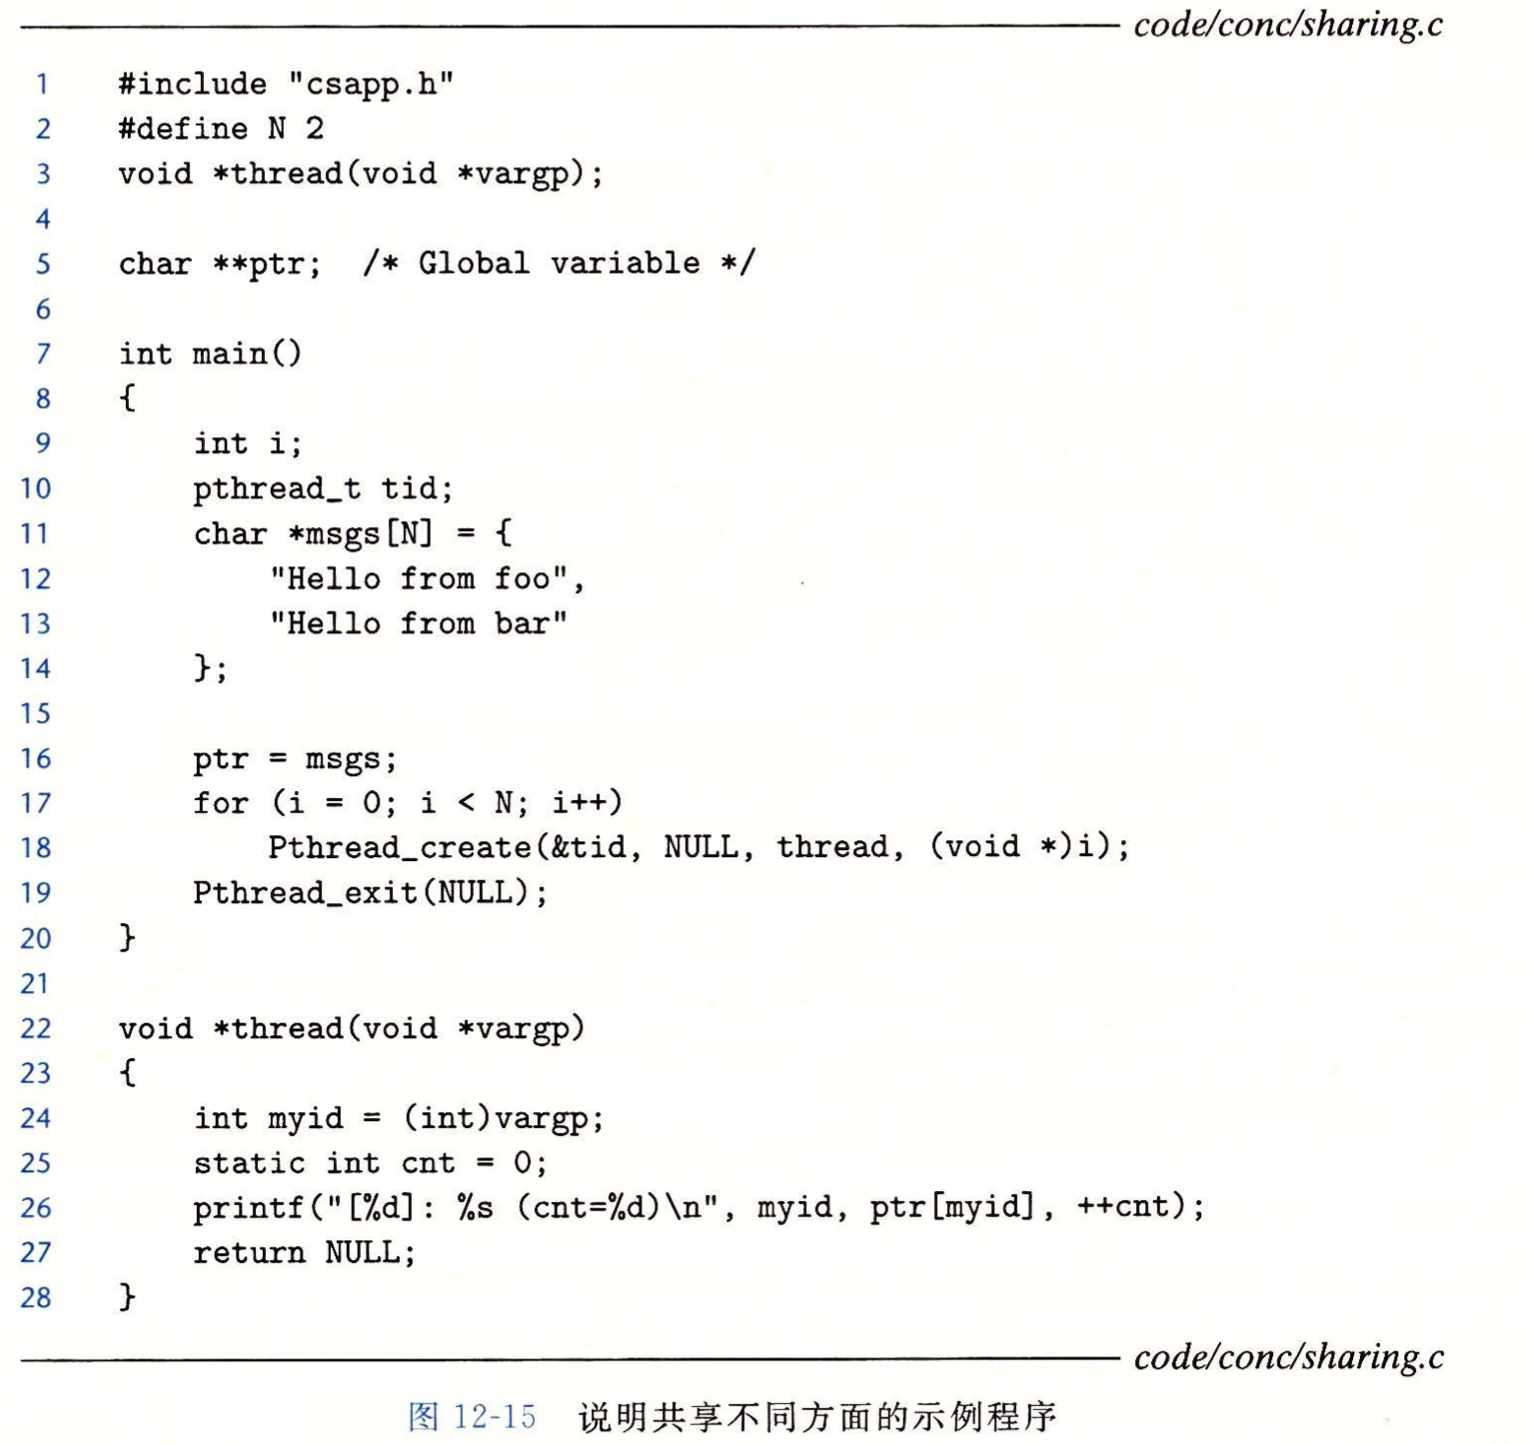 code/conc/sharing.c
1 #include "csapp.h"
2 #define N 2
3 void *thread(void *vargp);
4
5 char **ptr;  /* Global variable */
6
7 int main()
8 {
9     int i;
10     pthread_t tid;
11     char *msgs[N] = {
12         "Hello from foo",
13         "Hello from bar"
14     };
15
16     ptr = msgs;
17     for (i = 0; i < N; i++)
18         Pthread_create(&tid, NULL, thread, (void *)i);
19     Pthread_exit(NULL);
20 }
21
22 void *thread(void *vargp)
23 {
24     int myid = (int)vargp;
25     static int cnt = 0;
26     printf("[%d]: %s (cnt=%d)\n", myid, ptr[myid], ++cnt);
27     return NULL;
28 }
code/conc/sharing.c
图 12-15 说明共享不同方面的示例程序